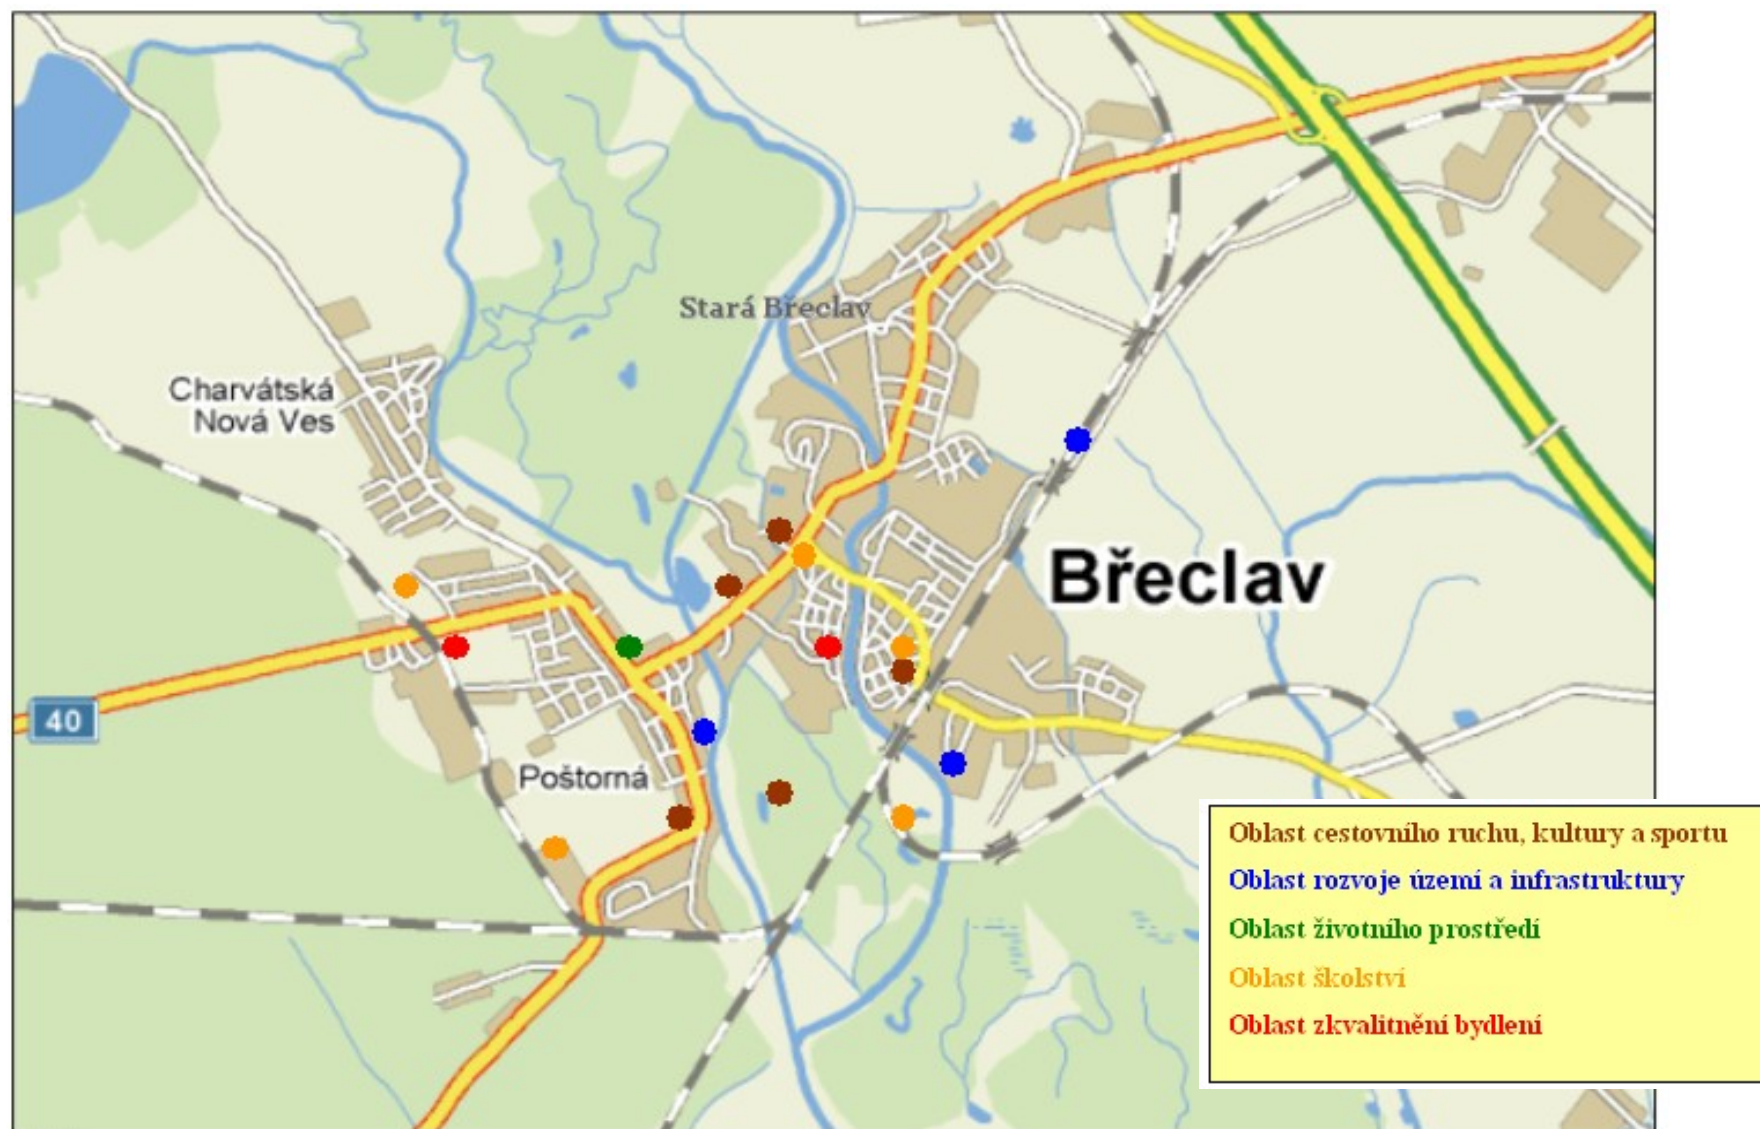 Stará Břeclav
Charvátská
Nová Ves
Břeclav
40
Poštorná
Oblast cestovního ruchu, kultury a sportu
Oblast rozvoje území a infrastruktury
Oblast životního prostředí
Oblast školství
Oblast zkvalitnění bydlení